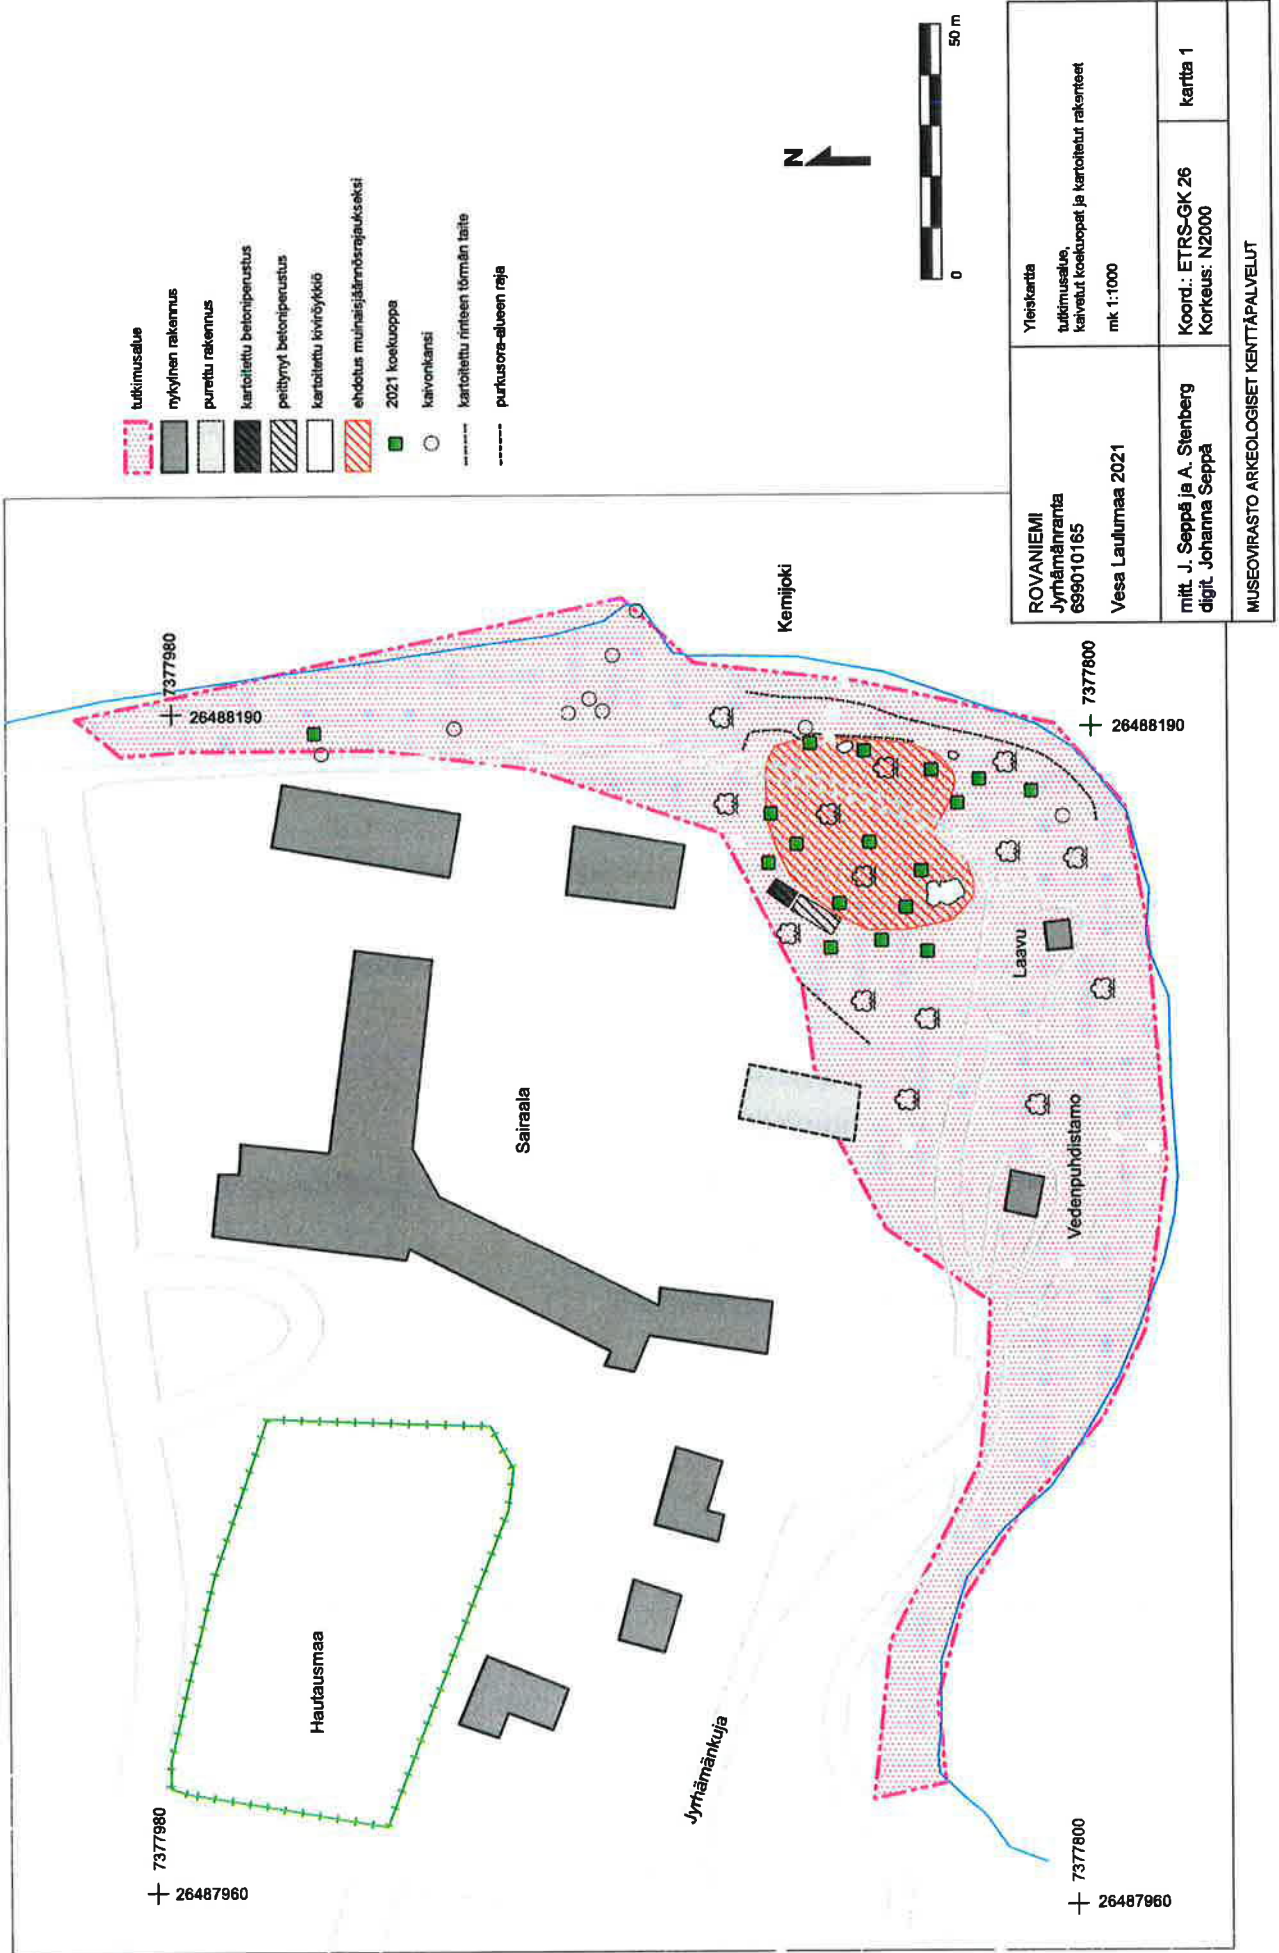 tutkimusalue
nykyinen rakennus
purettu rakennus
kartoitettu betoniperustus
peittynyt betoniperustus
kartoitettu kiviröykkiö
ehdotus muinaisjäännösrajaukseksi
2021 koekuoppa
kaivonkansi
kartoitettu rinteen törmän taite
purkusora-alueen raja
N
0
50 m
7377980
26487960
7377980
26488190
Hautausmaa
Sairaala
Jyrhämänkuja
Kemijoki
Laavu
Vedenpuhdistamo
7377800
26487960
7377800
26488190
ROVANIEMI
Jyrhämänranta
699010165
Vesa Laulumaa 2021
Yleiskartta
tutkimusalue,
kaivetut koekuopat ja kartoitetut rakenteet
mk 1:1000
mitt. J. Seppä ja A. Stenberg
digit. Johanna Seppä
Koord.: ETRS-GK 26
Korkeus: N2000
kartta 1
MUSEOVIRASTO ARKEOLOGISET KENTTÄPALVELUT